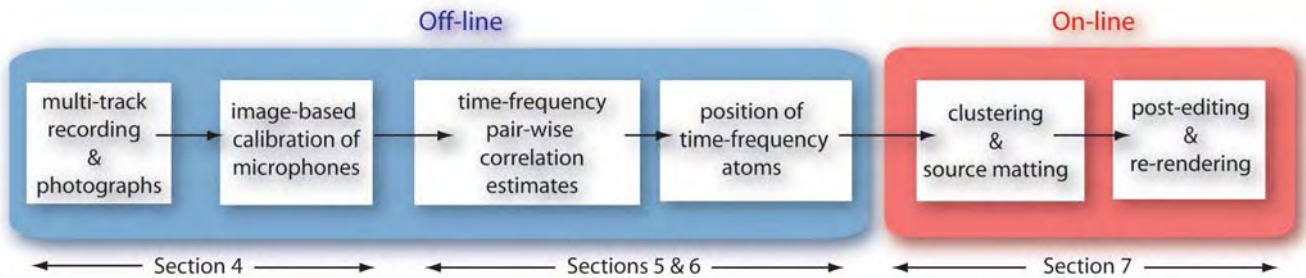 Off-line
On-line
multi-track
recording
&
photographs
image-based
calibration of
microphones
time-frequency
pair-wise
correlation
estimates
position of
time-frequency
atoms
clustering
&
source matting
post-editing
&
re-rendering
Section 4
Sections 5 & 6
Section 7